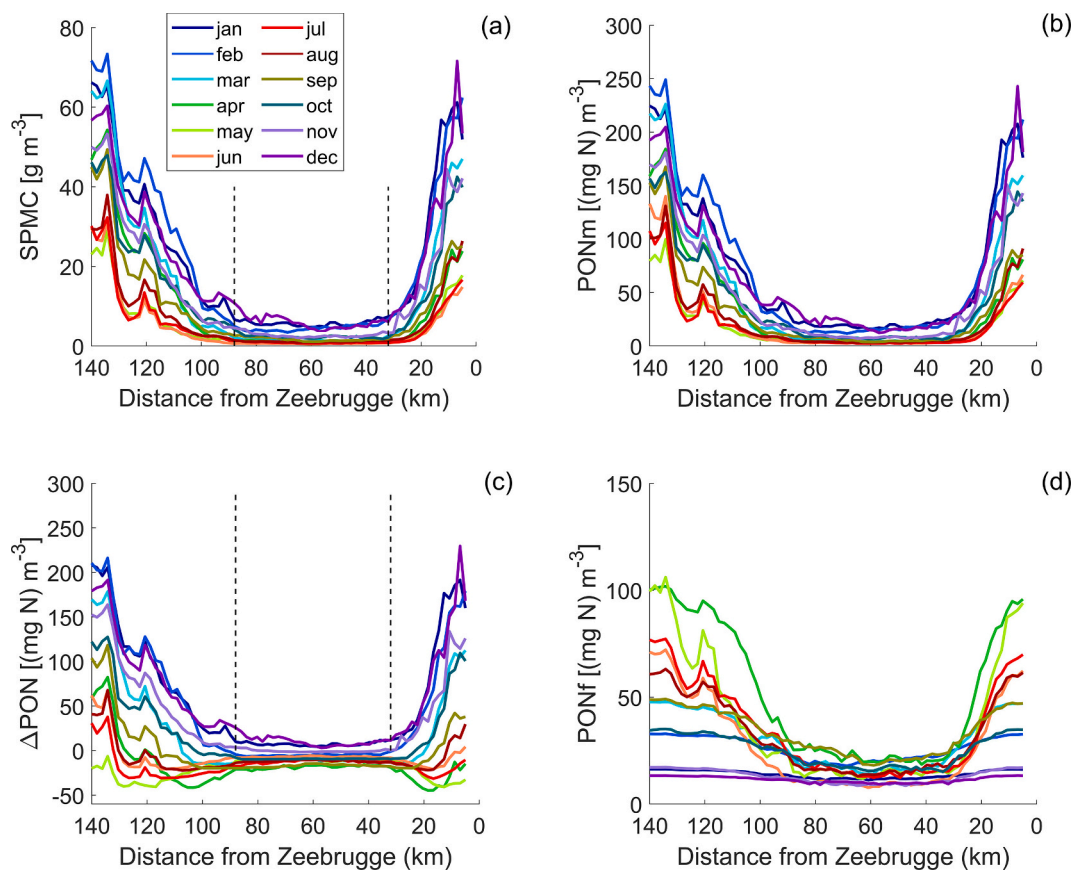 (a)
SPMC [g m-3]
80
60
40
20
0
jan
feb
mar
apr
may
jun
jul
aug
sep
oct
nov
dec
140 120 100 80 60 40 20 0
Distance from Zeebrugge (km)
(b)
PONm [(mg N) m-3]
300
250
200
150
100
50
0
140 120 100 80 60 40 20 0
Distance from Zeebrugge (km)
(c)
ΔPON [(mg N) m-3]
300
250
200
150
100
50
0
-50
140 120 100 80 60 40 20 0
Distance from Zeebrugge (km)
(d)
PONf [(mg N) m-3]
150
100
50
0
140 120 100 80 60 40 20 0
Distance from Zeebrugge (km)